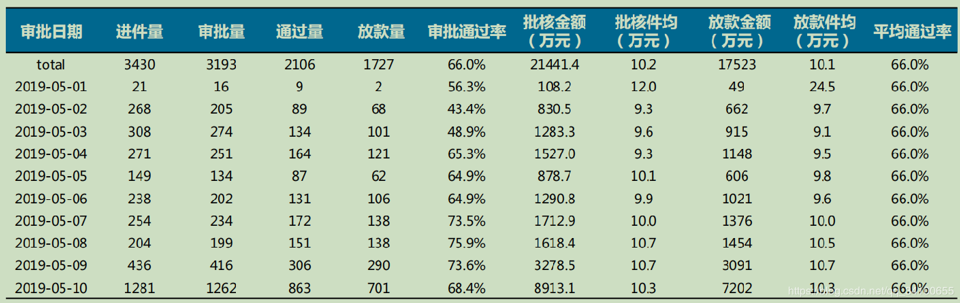 审批日期 进件量 审批量 通过量 放款量 审批通过率 批核金额（万元） 批核件均（万元） 放款金额（万元） 放款件均（万元） 平均通过率
total 3430 3193 2106 1727 66.0% 21441.4 10.2 17523 10.1 66.0%
2019-05-01 21 16 9 2 56.3% 108.2 12.0 49 24.5 66.0%
2019-05-02 268 205 89 68 43.4% 830.5 9.3 662 9.7 66.0%
2019-05-03 308 274 134 101 48.9% 1283.3 9.6 915 9.1 66.0%
2019-05-04 271 251 164 121 65.3% 1527.0 9.3 1148 9.5 66.0%
2019-05-05 149 134 87 62 64.9% 878.7 10.1 606 9.8 66.0%
2019-05-06 238 202 131 106 64.9% 1290.8 9.9 1021 9.6 66.0%
2019-05-07 254 234 172 138 73.5% 1712.9 10.0 1376 10.0 66.0%
2019-05-08 204 199 151 138 75.9% 1618.4 10.7 1454 10.5 66.0%
2019-05-09 436 416 306 290 73.6% 3278.5 10.7 3091 10.7 66.0%
2019-05-10 1281 1262 863 701 68.4% 8913.1 10.3 7202 10.3 66.0%